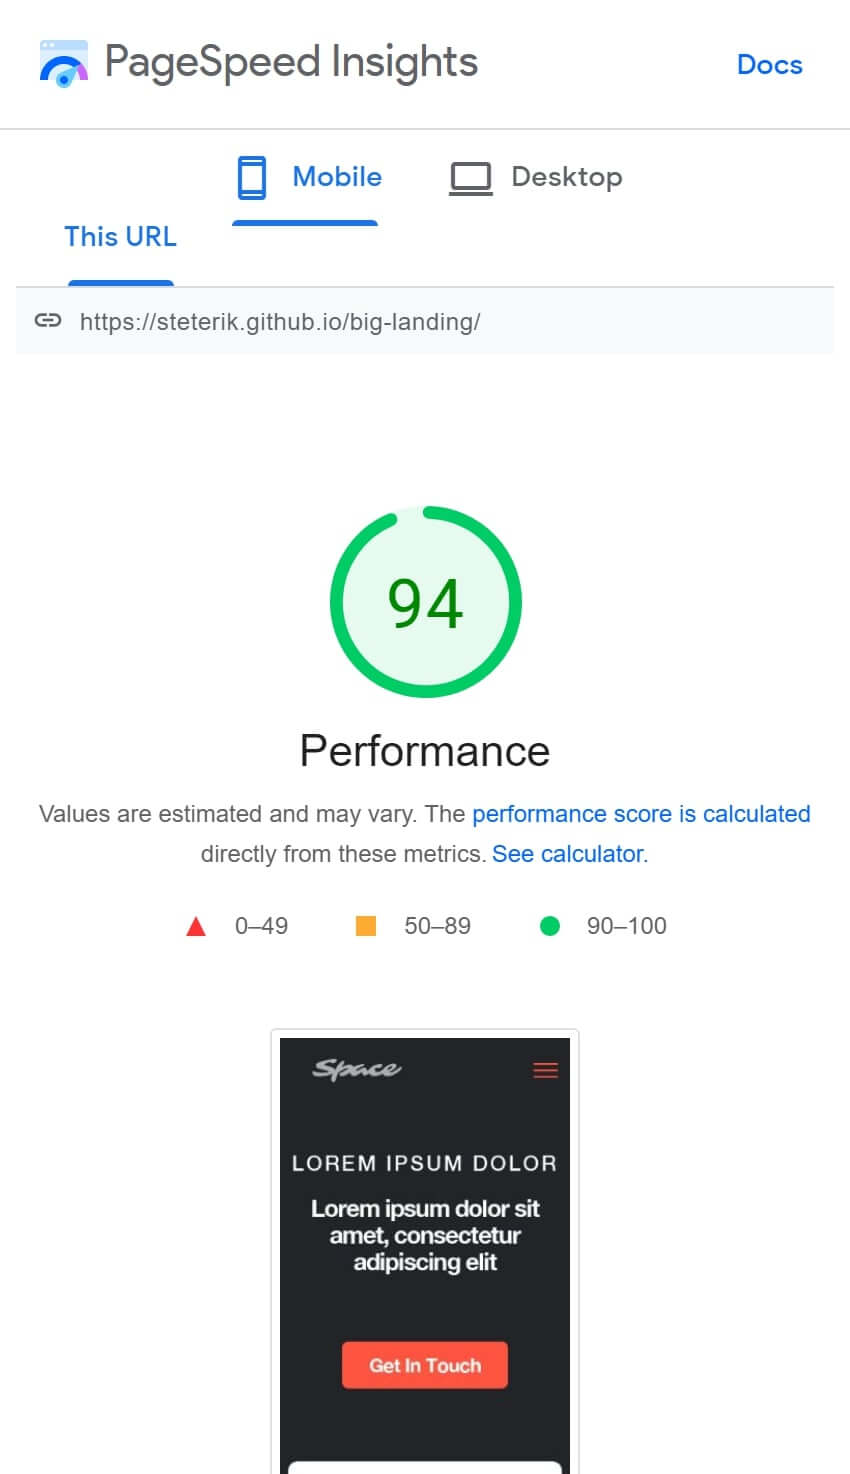 PageSpeed Insights
Docs
Mobile
Desktop
This URL
https://steterik.github.io/big-landing/
94
Performance
Values are estimated and may vary. The performance score is calculated
directly from these metrics. See calculator.
0–49
50–89
90–100
Space
LOREM IPSUM DOLOR
Lorem ipsum dolor sit
amet, consectetur
adipiscing elit
Get In Touch